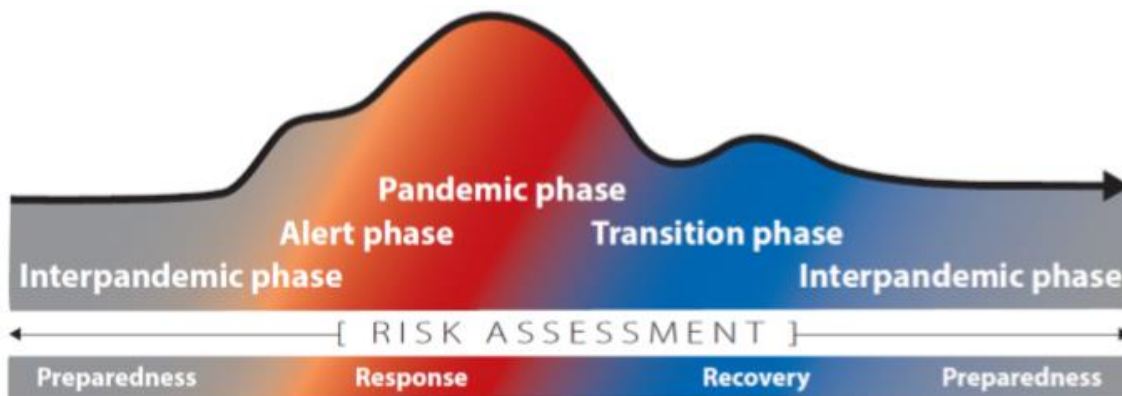 Pandemic phase
Alert phase Transition phase
Interpandemic phase Interpandemic phase
[ RISK ASSESSMENT ]
Preparedness Response Recovery Preparedness